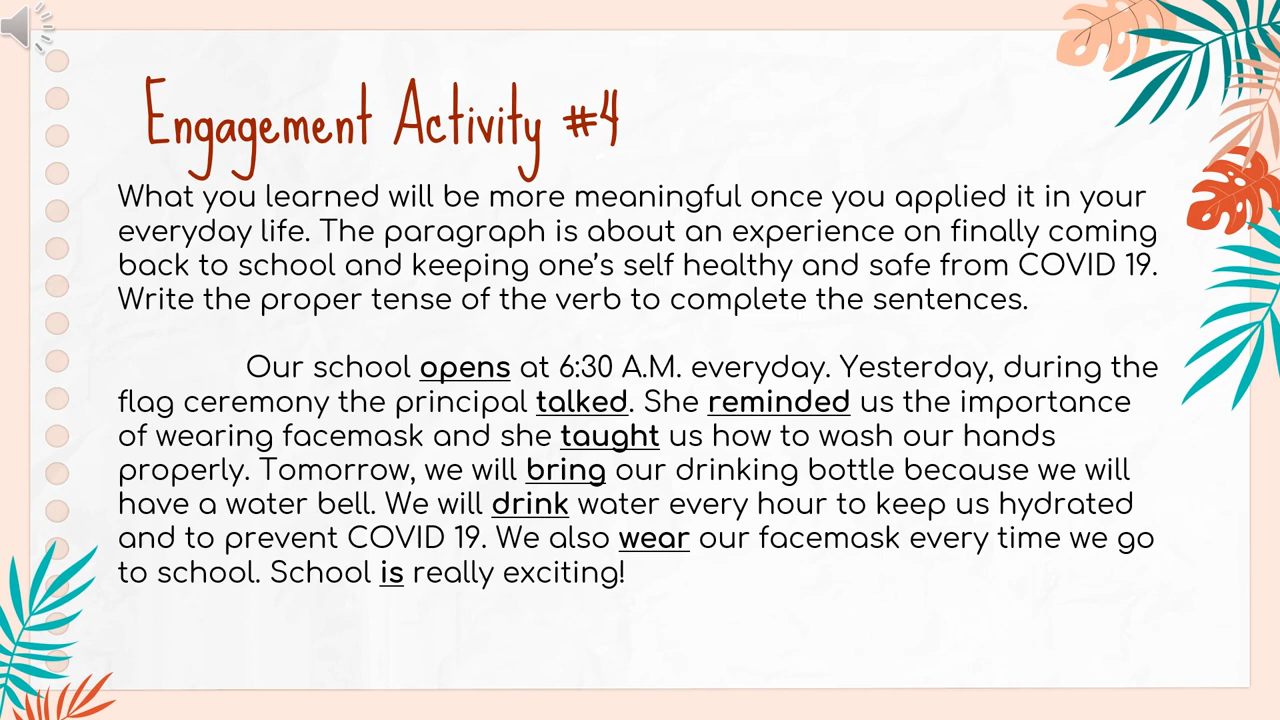 Engagement Activity #4
What you learned will be more meaningful once you applied it in your
everyday life. The paragraph is about an experience on finally coming
back to school and keeping one's self healthy and safe from COVID 19.
Write the proper tense of the verb to complete the sentences.
Our school opens at 6:30 A.M. everyday. Yesterday, during the
flag ceremony the principal talked. She reminded us the importance
of wearing facemask and she taught us how to wash our hands
properly. Tomorrow, we will bring our drinking bottle because we will
have a water bell. We will drink water every hour to keep us hydrated
and to prevent COVID 19. We also wear our facemask every time we go
to school. School is really exciting!